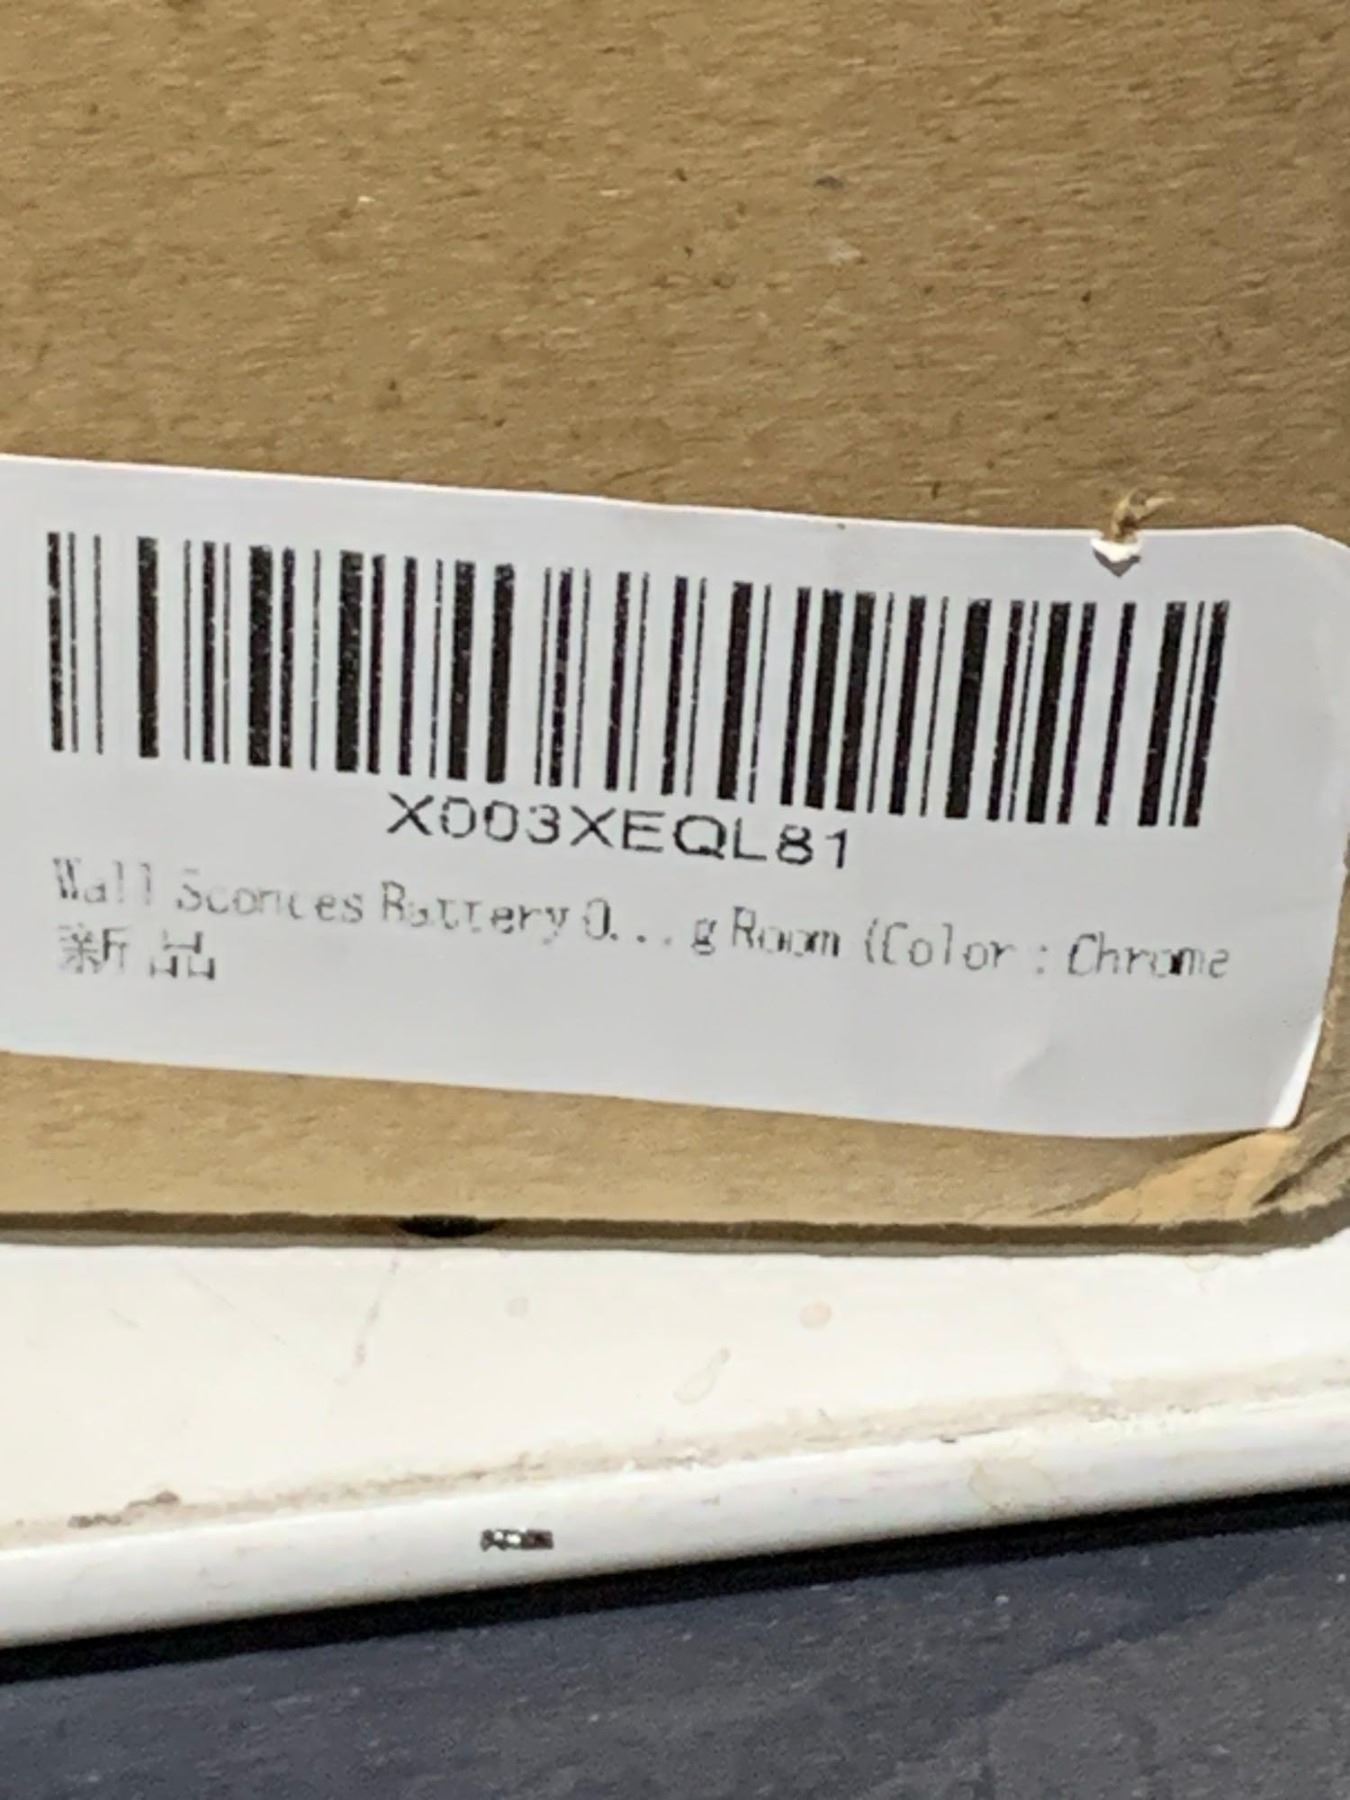 X003XEQL81
Wall Sconces Battery O... g Room (Color : Chrome
新品